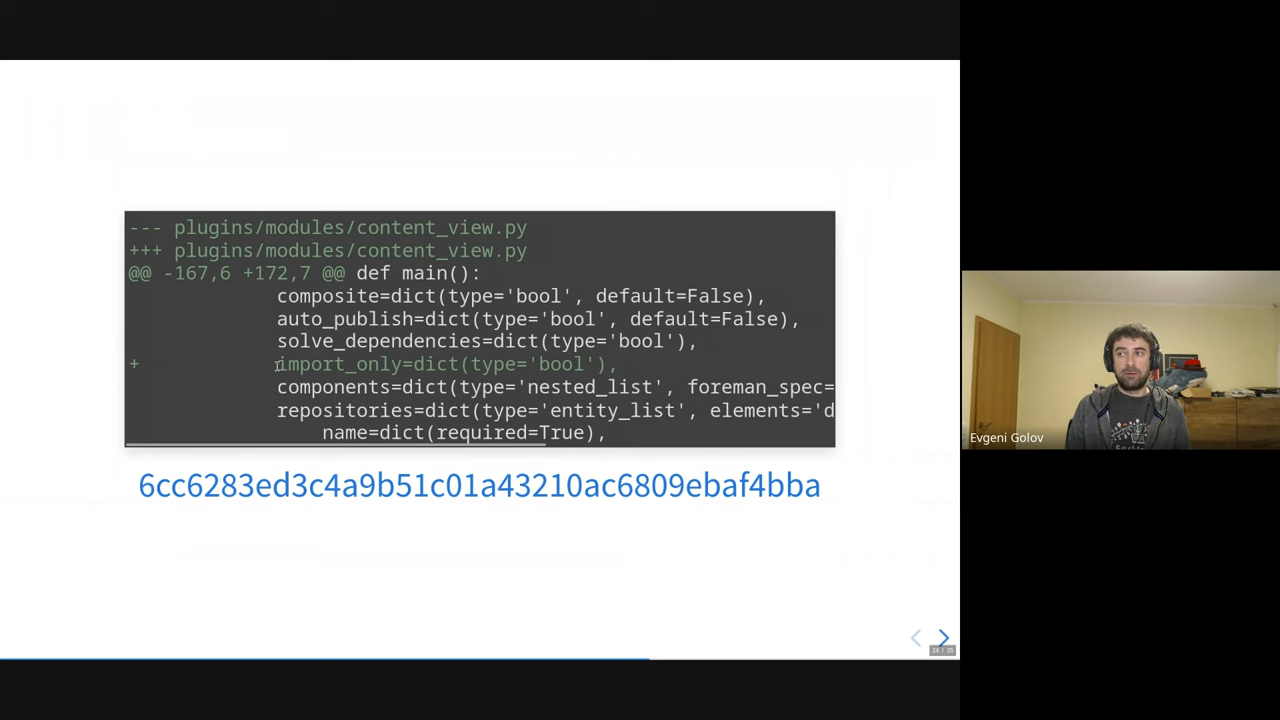 --- plugins/modules/content_view.py
+++ plugins/modules/content_view.py
@@ -167,6 +172,7 @@ def main():
composite=dict(type='bool', default=False),
auto_publish=dict(type='bool', default=False),
solve_dependencies=dict(type='bool'),
+ import_only=dict(type='bool'),
components=dict(type='nested_list', foreman_spec=
repositories=dict(type='entity_list', elements='d
name=dict(required=True),
6cc6283ed3c4a9b51c01a43210ac6809ebaf4bba
Evgeni Golov